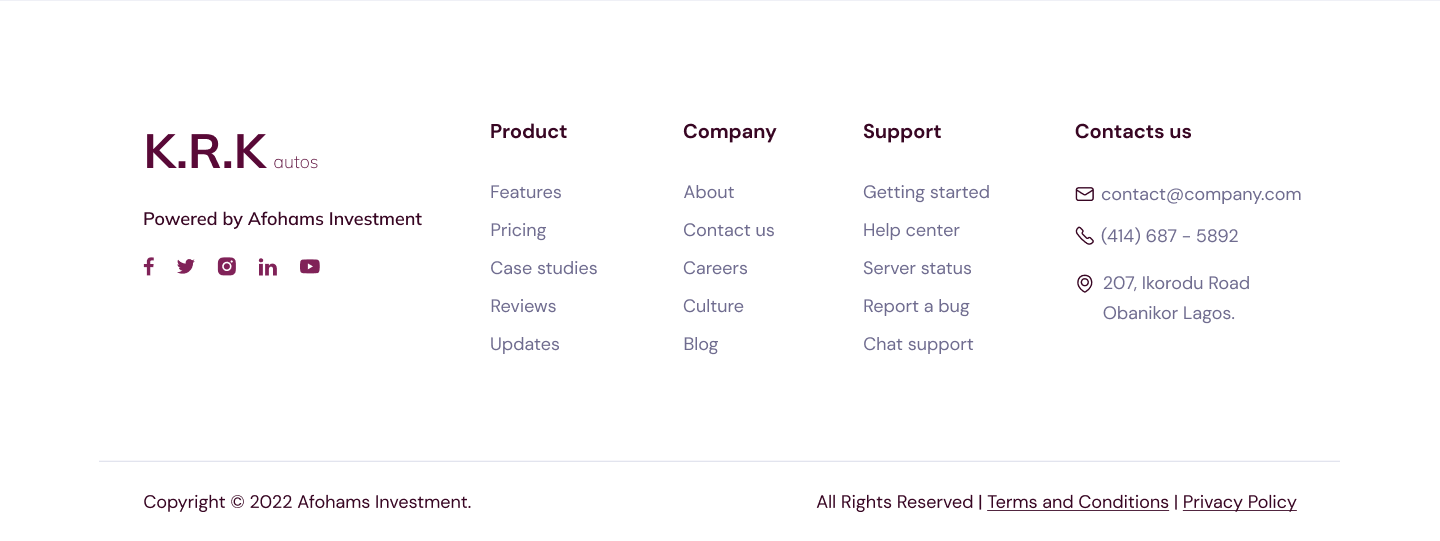 K.R.K autos
Powered by Afohams Investment
Product
Features
Pricing
Case studies
Reviews
Updates
Company
About
Contact us
Careers
Culture
Blog
Support
Getting started
Help center
Server status
Report a bug
Chat support
Contacts us
contact@company.com
(414) 687 - 5892
207, Ikorodu Road
Obanikor Lagos.
Copyright © 2022 Afohams Investment.
All Rights Reserved | Terms and Conditions | Privacy Policy